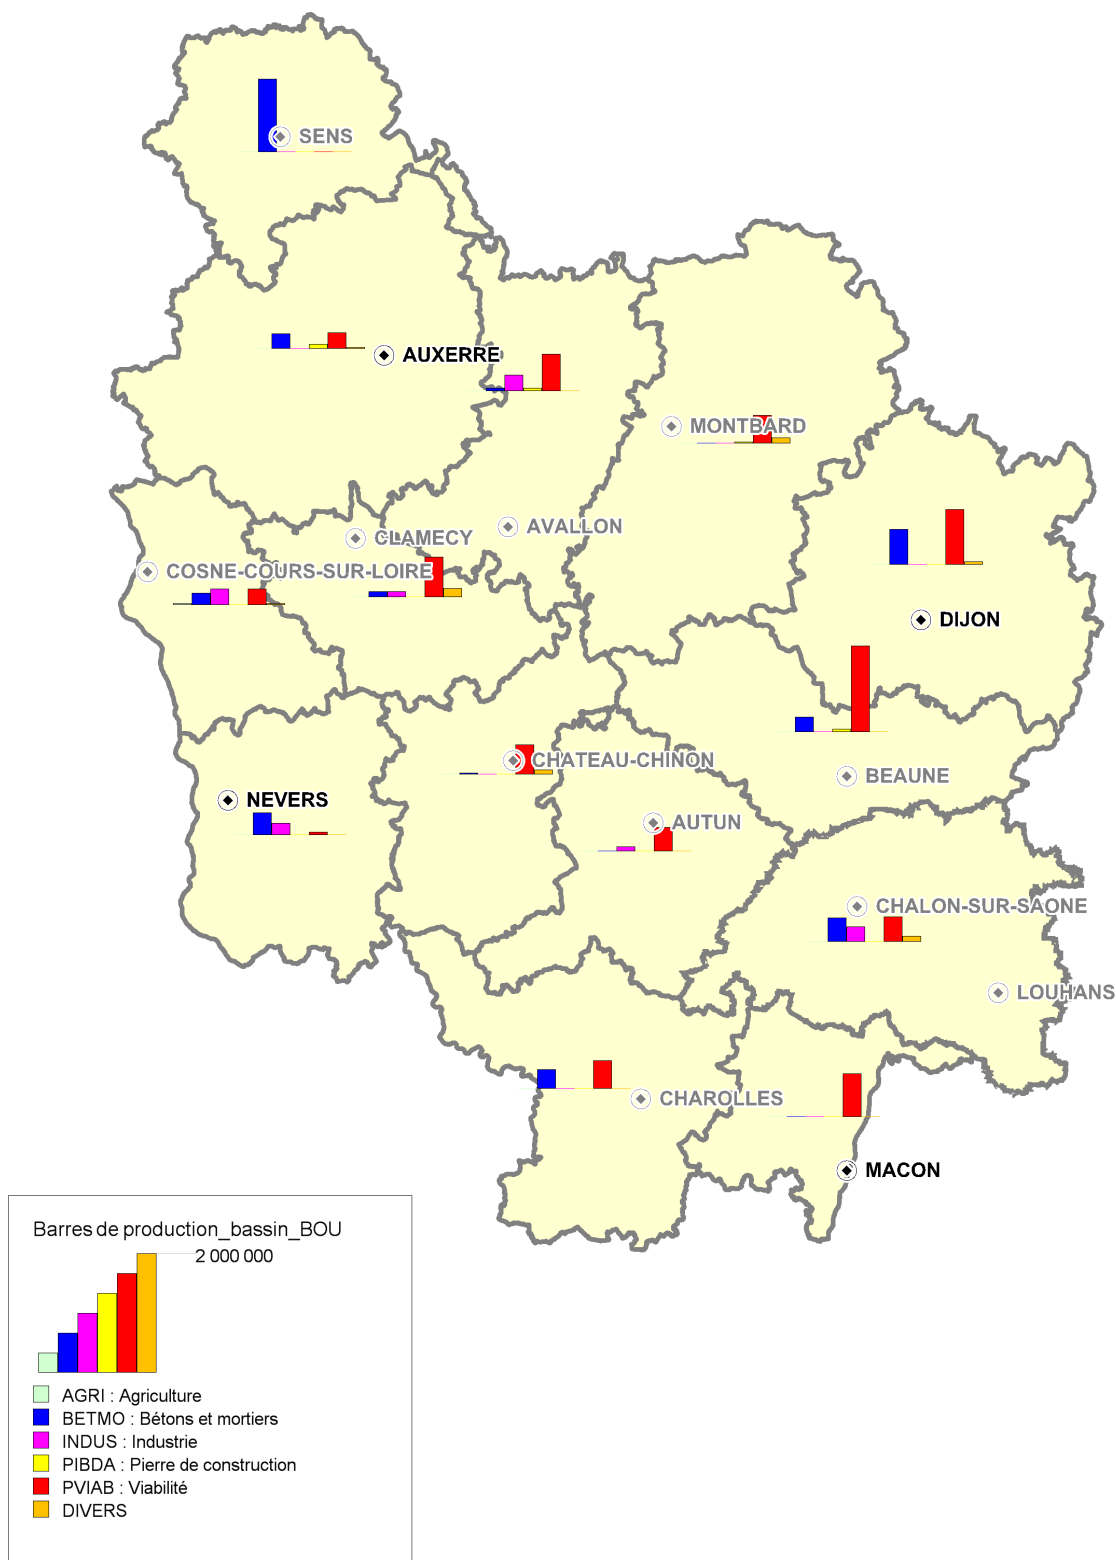 SENS
AUXERRE
MONTBARD
AVALLON
CLAMECY
COSNE-COURS-SUR-LOIRE
DIJON
CHATEAU-CHINON
BEAUNE
NEVERS
AUTUN
CHALON-SUR-SAONE
LOUHANS
CHAROLLES
MACON
Barres de production_bassin_BOU
2 000 000
AGRI : Agriculture
BETMO : Bétons et mortiers
INDUS : Industrie
PIBDA : Pierre de construction
PVIAB : Viabilité
DIVERS